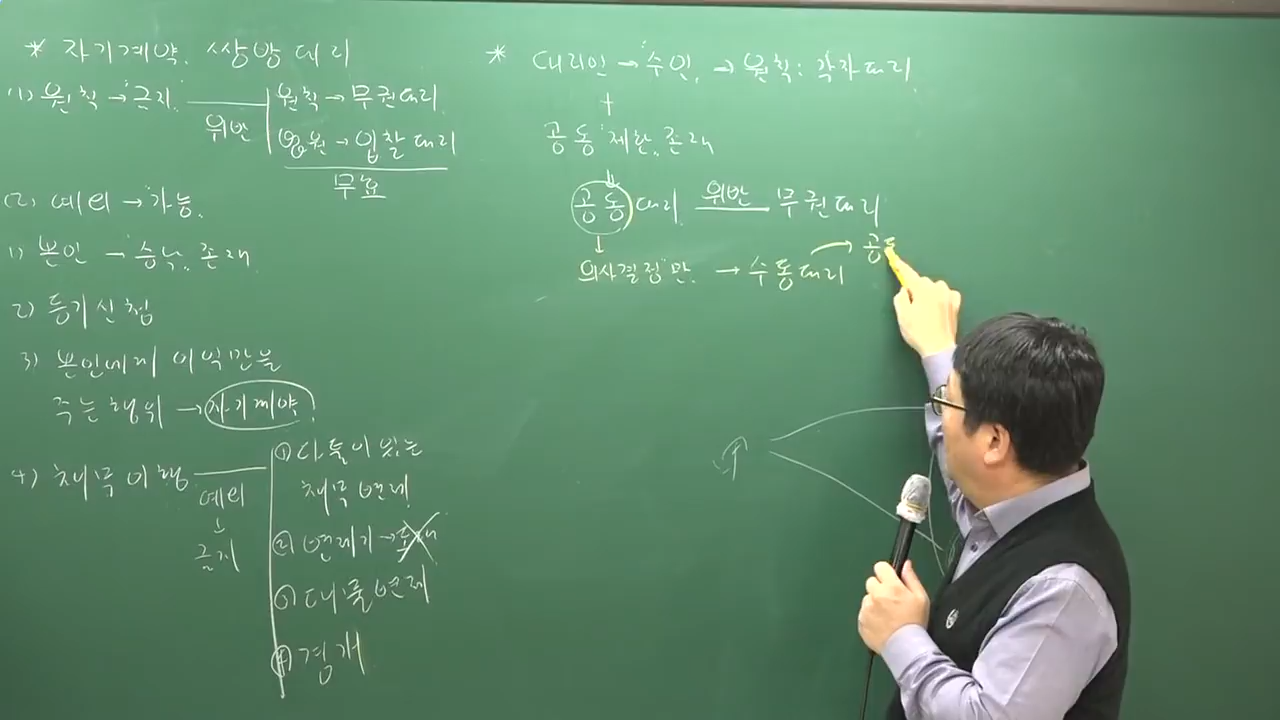 * 자기계약. 쌍방대리
(1) 원칙 → 금지.
위반
원칙 → 무권대리
법원 → 입찰대리
무효
(2) 예외 → 가능.
1) 본인 → 승낙. 존재
2) 등기신청
3) 본인에게 이익만을
주는 행위 → 자기계약
4) 채무이행
예외
↓
금지
① 다툼이 있는
채무변제
② 변제기 →
③ 대물변제
④ 경개
* 대리인 → 수인. → 원칙: 각자대리
+
공동 제한. 존재
↓
공동대리 위반 무권대리
↓
의사결정만. → 수동대리 → 공동